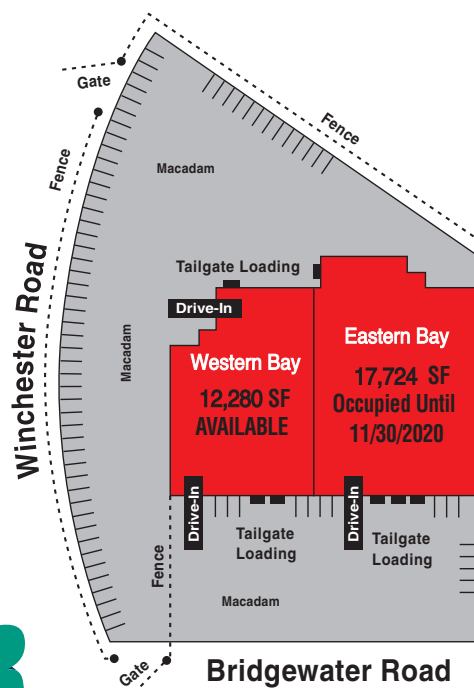 Gate
Fence
Fence
Macadam
Winchester Road
Tailgate Loading
Drive-In
Macadam
Western Bay
12,280 SF
AVAILABLE
Eastern Bay
17,724 SF
Occupied Until
11/30/2020
Drive-In
Drive-In
Tailgate
Loading
Tailgate
Loading
Fence
Macadam
Gate
Bridgewater Road